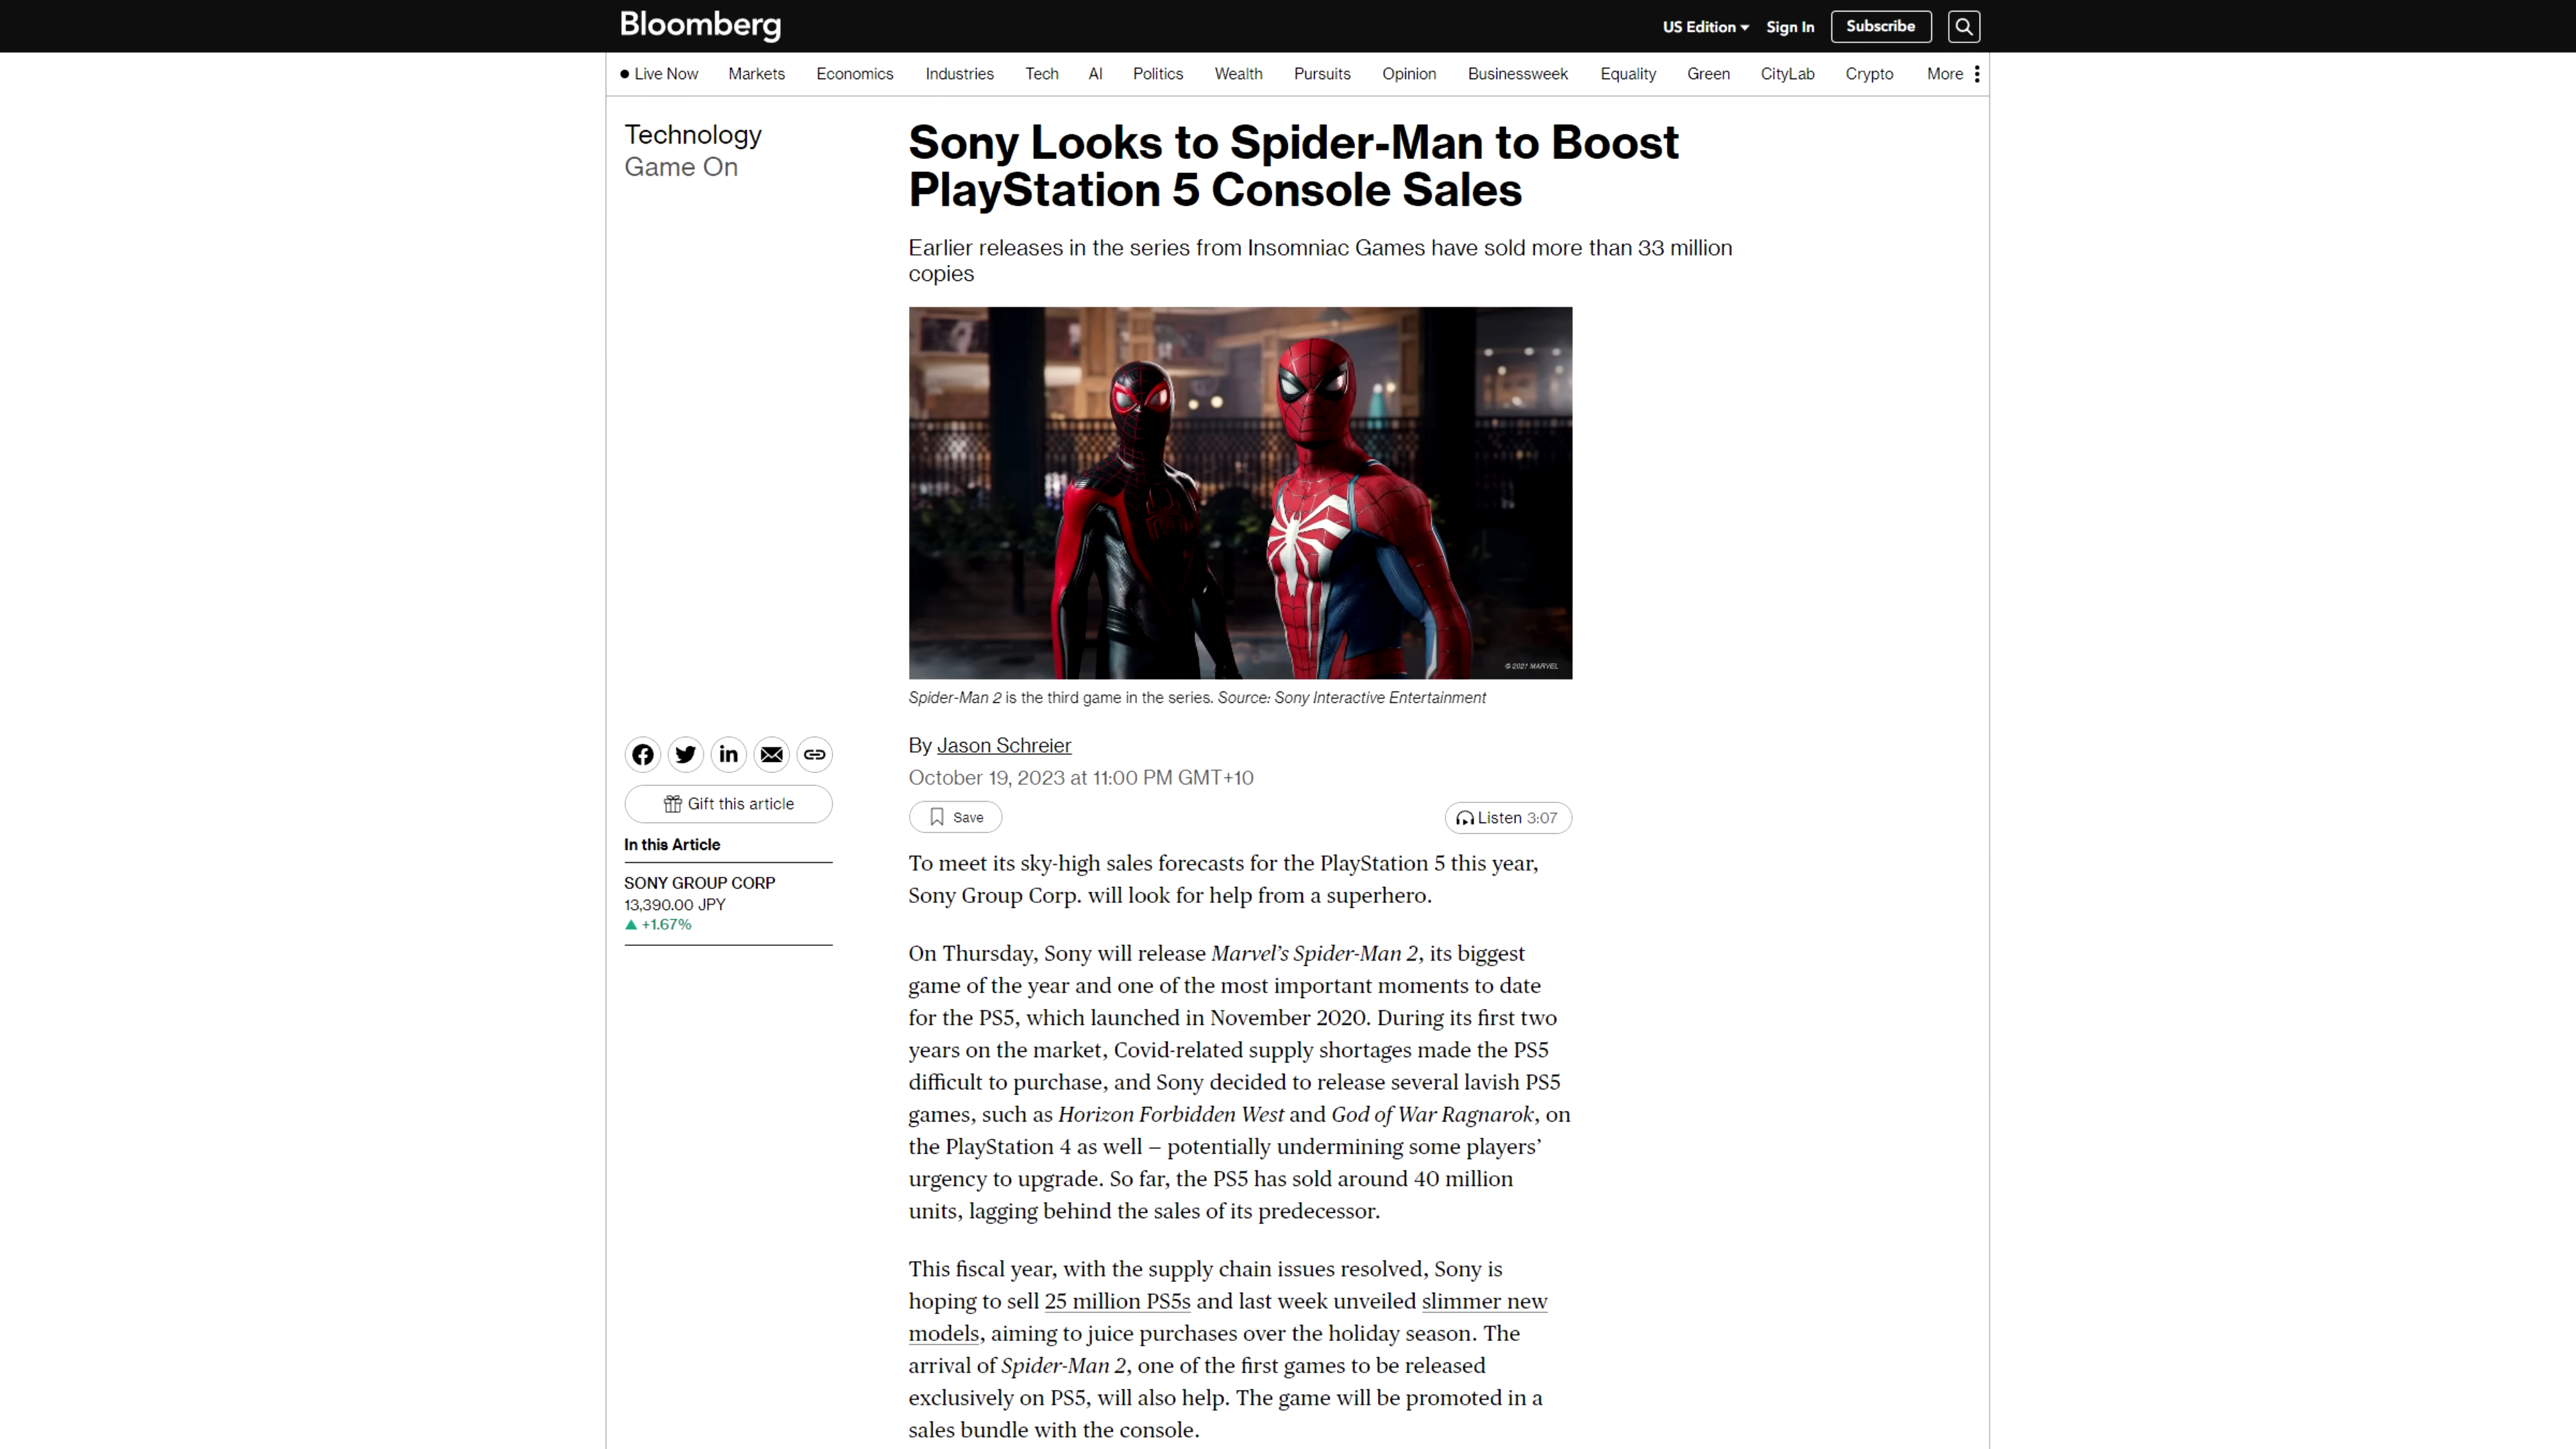 Bloomberg
US Edition
Sign In
Subscribe
Live Now
Markets
Economics
Industries
Tech
AI
Politics
Wealth
Pursuits
Opinion
Businessweek
Equality
Green
CityLab
Crypto
More
Technology
Game On
Sony Looks to Spider-Man to Boost
PlayStation 5 Console Sales
Earlier releases in the series from Insomniac Games have sold more than 33 million
copies
© 2021 MARVEL
Spider-Man 2 is the third game in the series. Source: Sony Interactive Entertainment
By Jason Schreier
October 19, 2023 at 11:00 PM GMT+10
Save
Listen 3:07
Gift this article
In this Article
SONY GROUP CORP
13,390.00 JPY
+1.67%
To meet its sky-high sales forecasts for the PlayStation 5 this year,
Sony Group Corp. will look for help from a superhero.
On Thursday, Sony will release Marvel’s Spider-Man 2, its biggest
game of the year and one of the most important moments to date
for the PS5, which launched in November 2020. During its first two
years on the market, Covid-related supply shortages made the PS5
difficult to purchase, and Sony decided to release several lavish PS5
games, such as Horizon Forbidden West and God of War Ragnarok, on
the PlayStation 4 as well – potentially undermining some players’
urgency to upgrade. So far, the PS5 has sold around 40 million
units, lagging behind the sales of its predecessor.
This fiscal year, with the supply chain issues resolved, Sony is
hoping to sell 25 million PS5s and last week unveiled slimmer new
models, aiming to juice purchases over the holiday season. The
arrival of Spider-Man 2, one of the first games to be released
exclusively on PS5, will also help. The game will be promoted in a
sales bundle with the console.